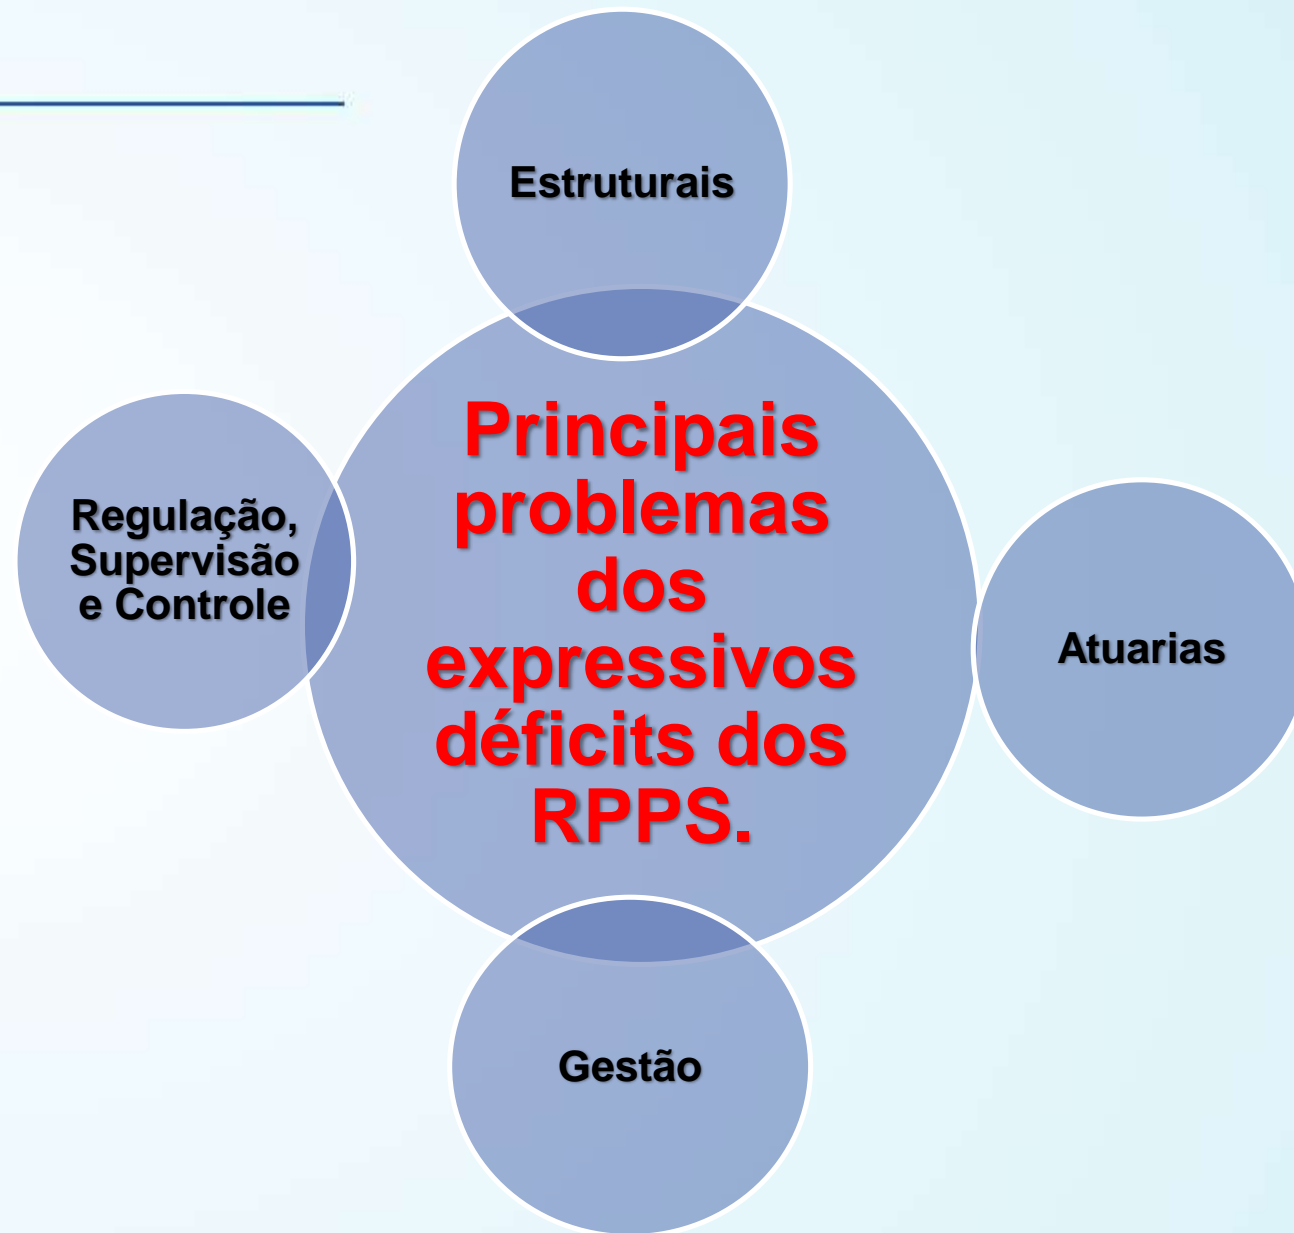 Estruturais
Principais
problemas
dos
expressivos
déficits dos
RPPS.
Regulação,
Supervisão
e Controle
Atuarias
Gestão